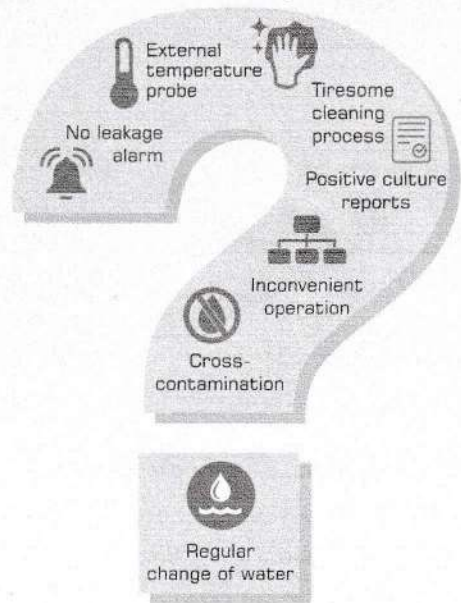 External
temperature
probe
Tiresome
cleaning
process
No leakage
alarm
Positive culture
reports
Inconvenient
operation
Cross-
contamination
Regular
change of water